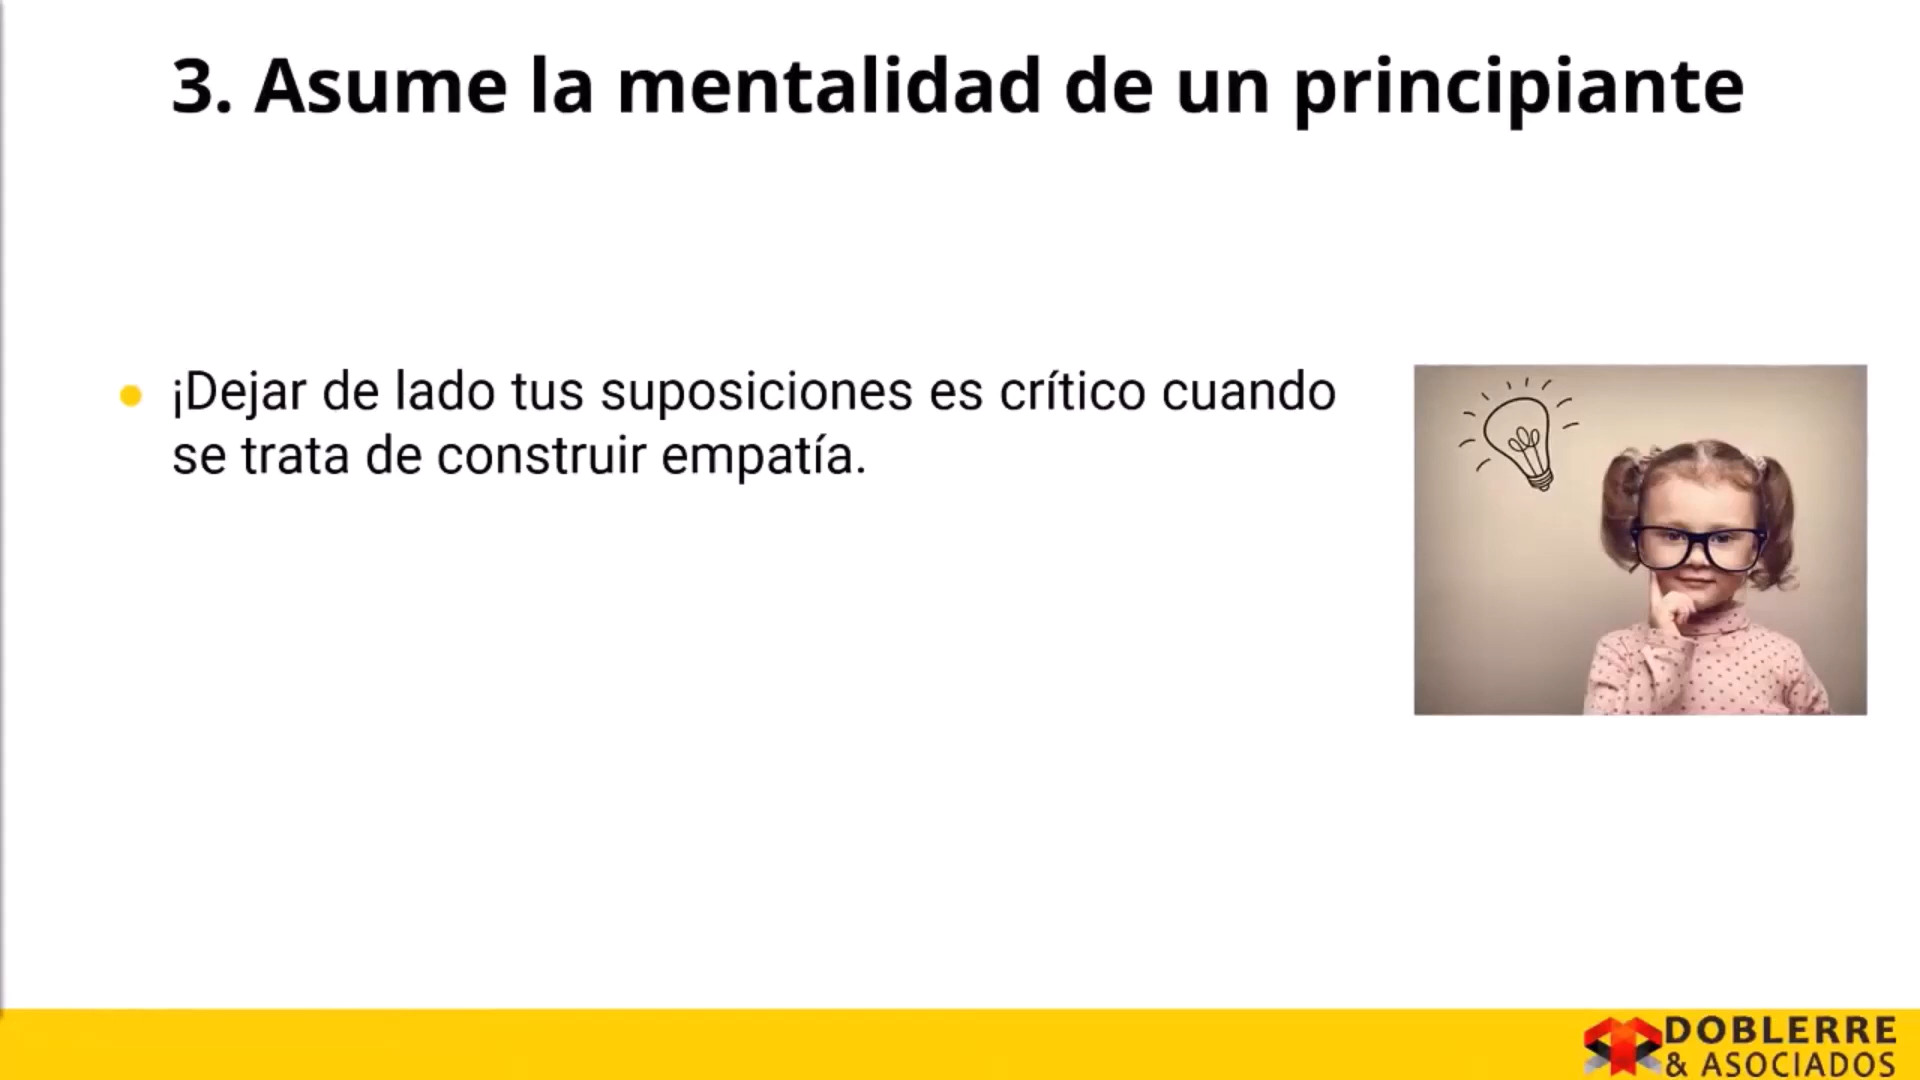 3. Asume la mentalidad de un principiante
¡Dejar de lado tus suposiciones es crítico cuando
se trata de construir empatía.
DOBLERRE
& ASOCIADOS